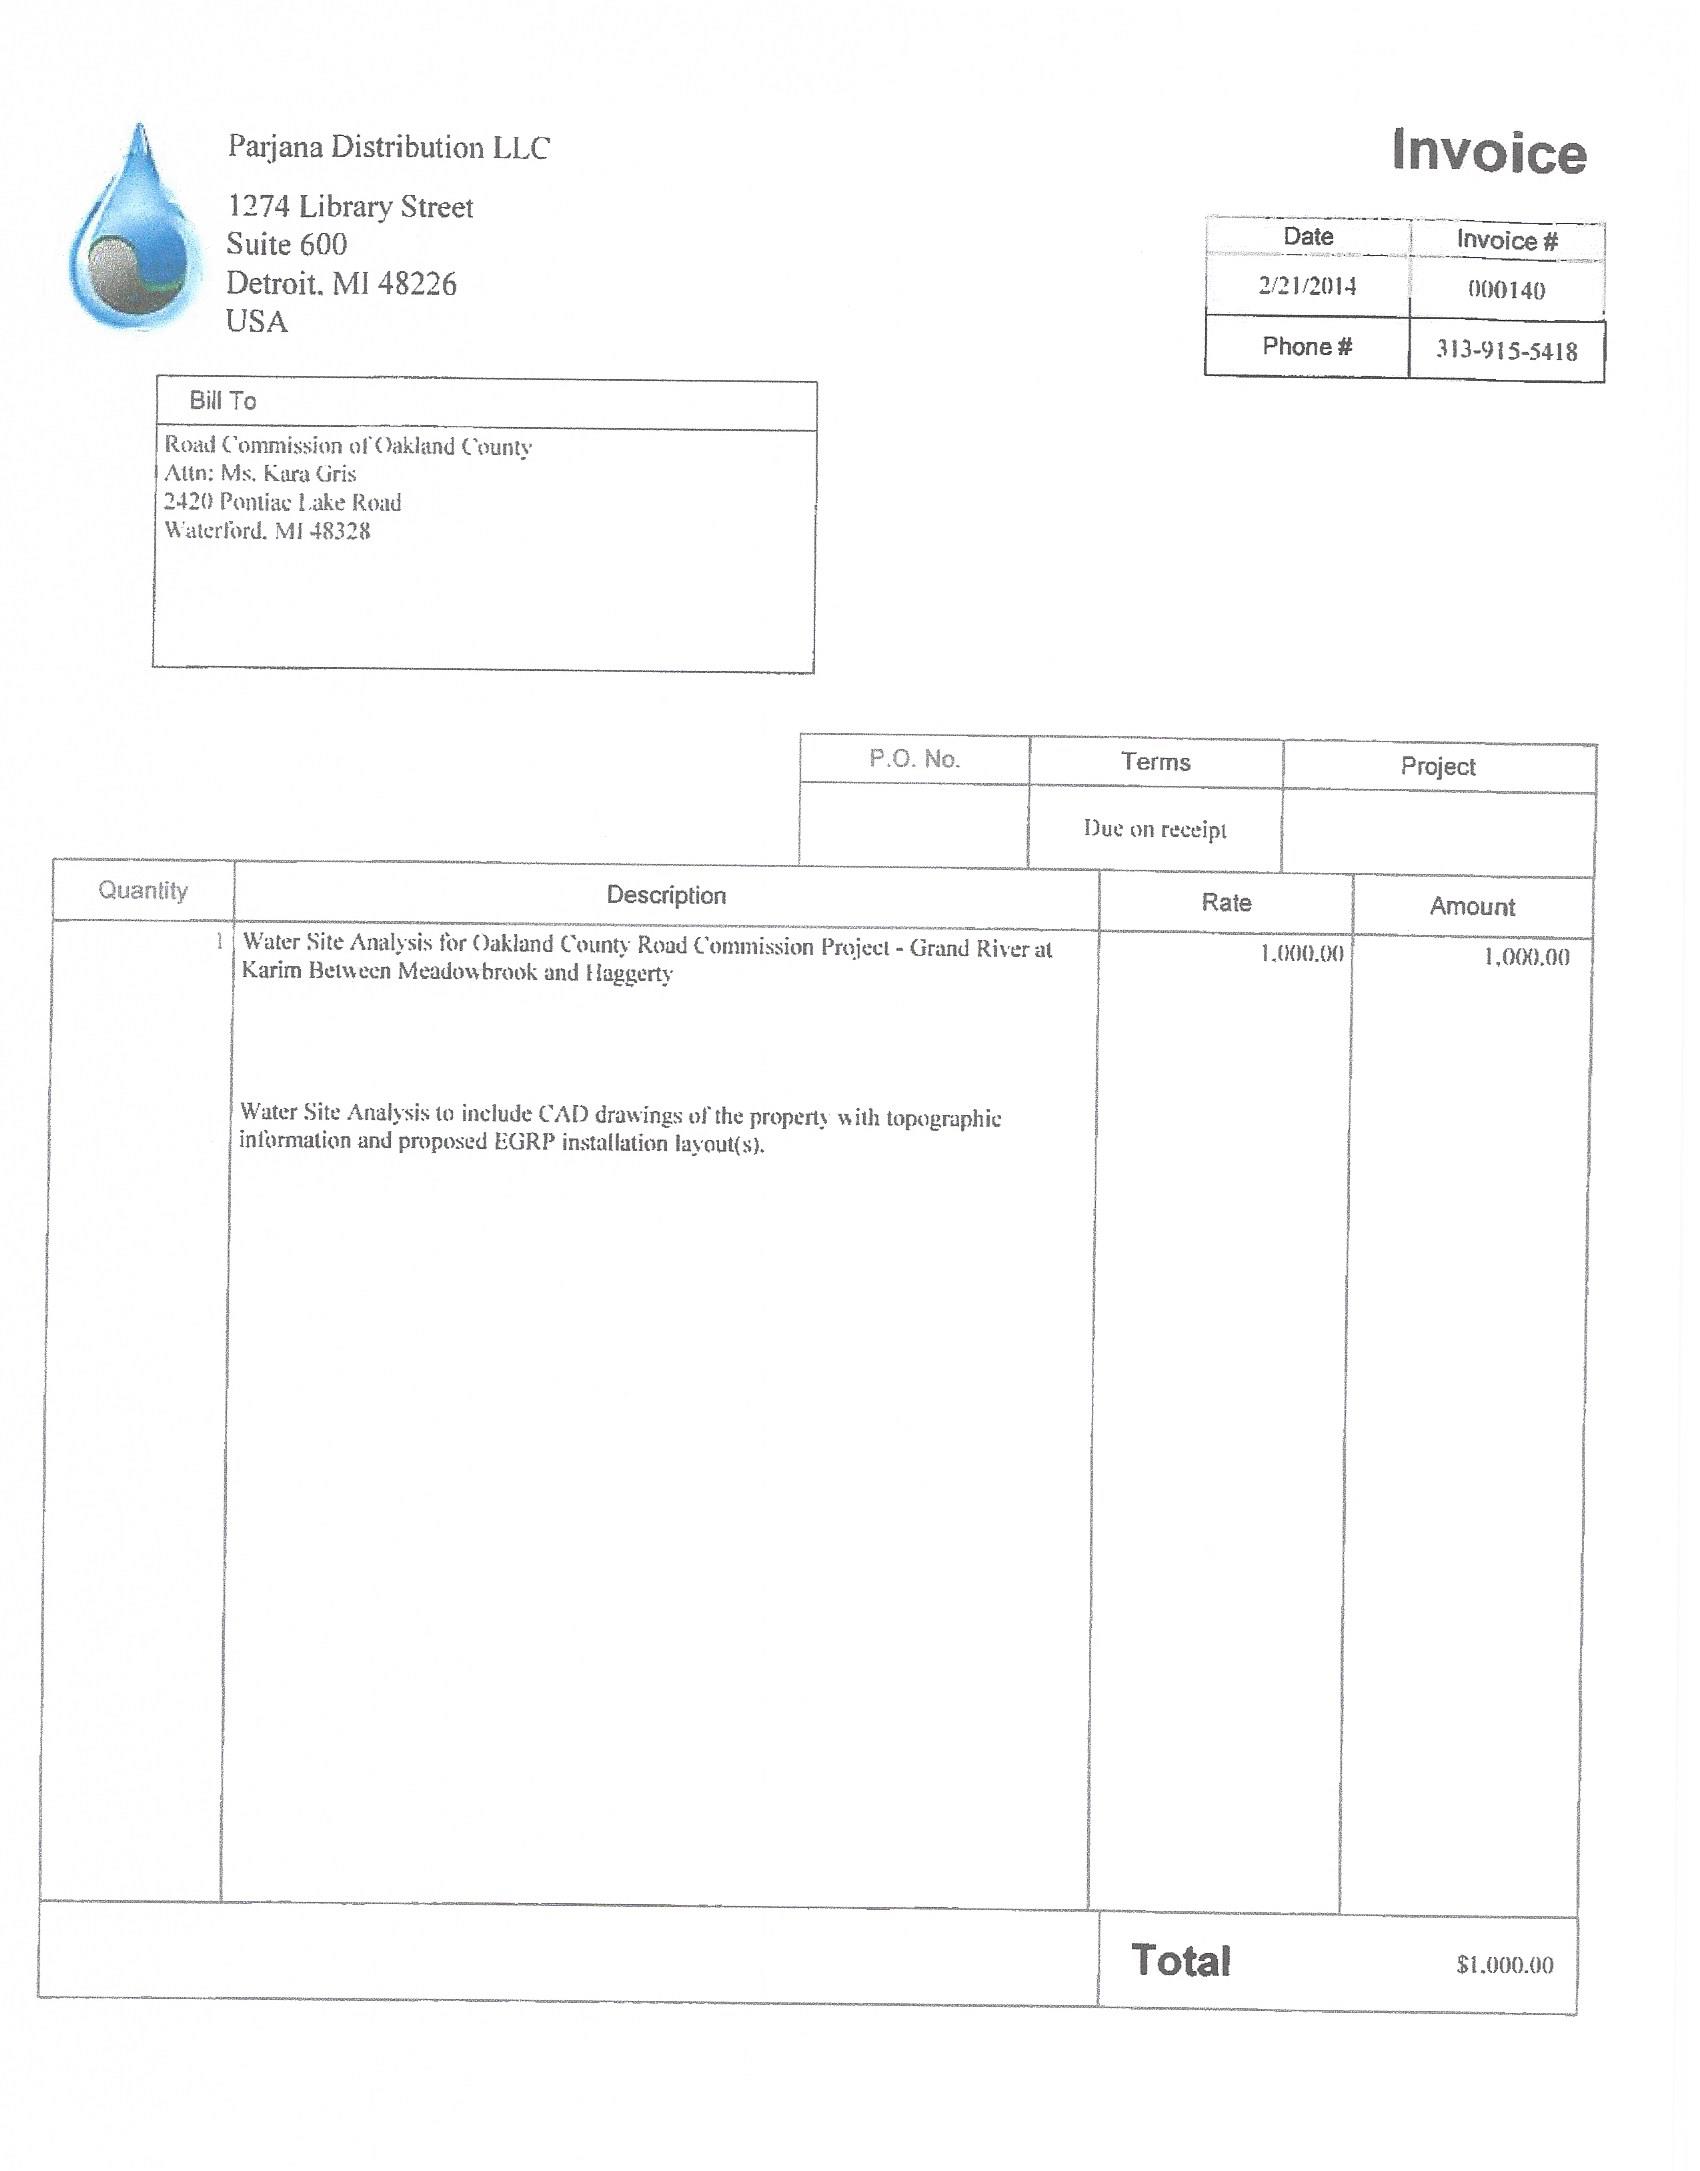 Parjana Distribution LLC
1274 Library Street
Suite 600
Detroit, MI 48226
USA
Invoice
Date Invoice #
2/21/2014 000140
Phone # 313-915-5418
Bill To
Road Commission of Oakland County
Attn: Ms. Kara Gris
2420 Pontiac Lake Road
Waterford, MI 48328
P.O. No. Terms Project
Due on receipt
Quantity Description Rate Amount
1 Water Site Analysis for Oakland County Road Commission Project - Grand River at 1,000.00 1,000.00
Karim Between Meadowbrook and Haggerty
Water Site Analysis to include CAD drawings of the property with topographic
information and proposed EGRP installation layout(s).
Total $1,000.00